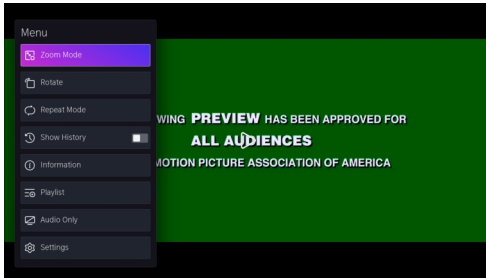 Menu
Zoom Mode
Rotate
Repeat Mode
Show History
Information
Playlist
Audio Only
Settings
WING PREVIEW HAS BEEN APPROVED FOR
ALL AUDIENCES
MOTION PICTURE ASSOCIATION OF AMERICA